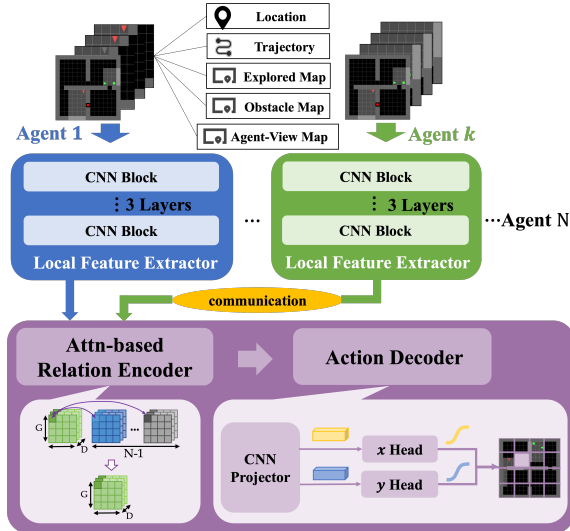 Location
Trajectory
Explored Map
Obstacle Map
Agent-View Map
Agent 1
Agent k
CNN Block
⋮ 3 Layers
CNN Block
Local Feature Extractor
...
CNN Block
⋮ 3 Layers
CNN Block
Local Feature Extractor
...Agent N
communication
Attn-based
Relation Encoder
Action Decoder
G
D
...
N-1
G
D
CNN
Projector
x Head
y Head